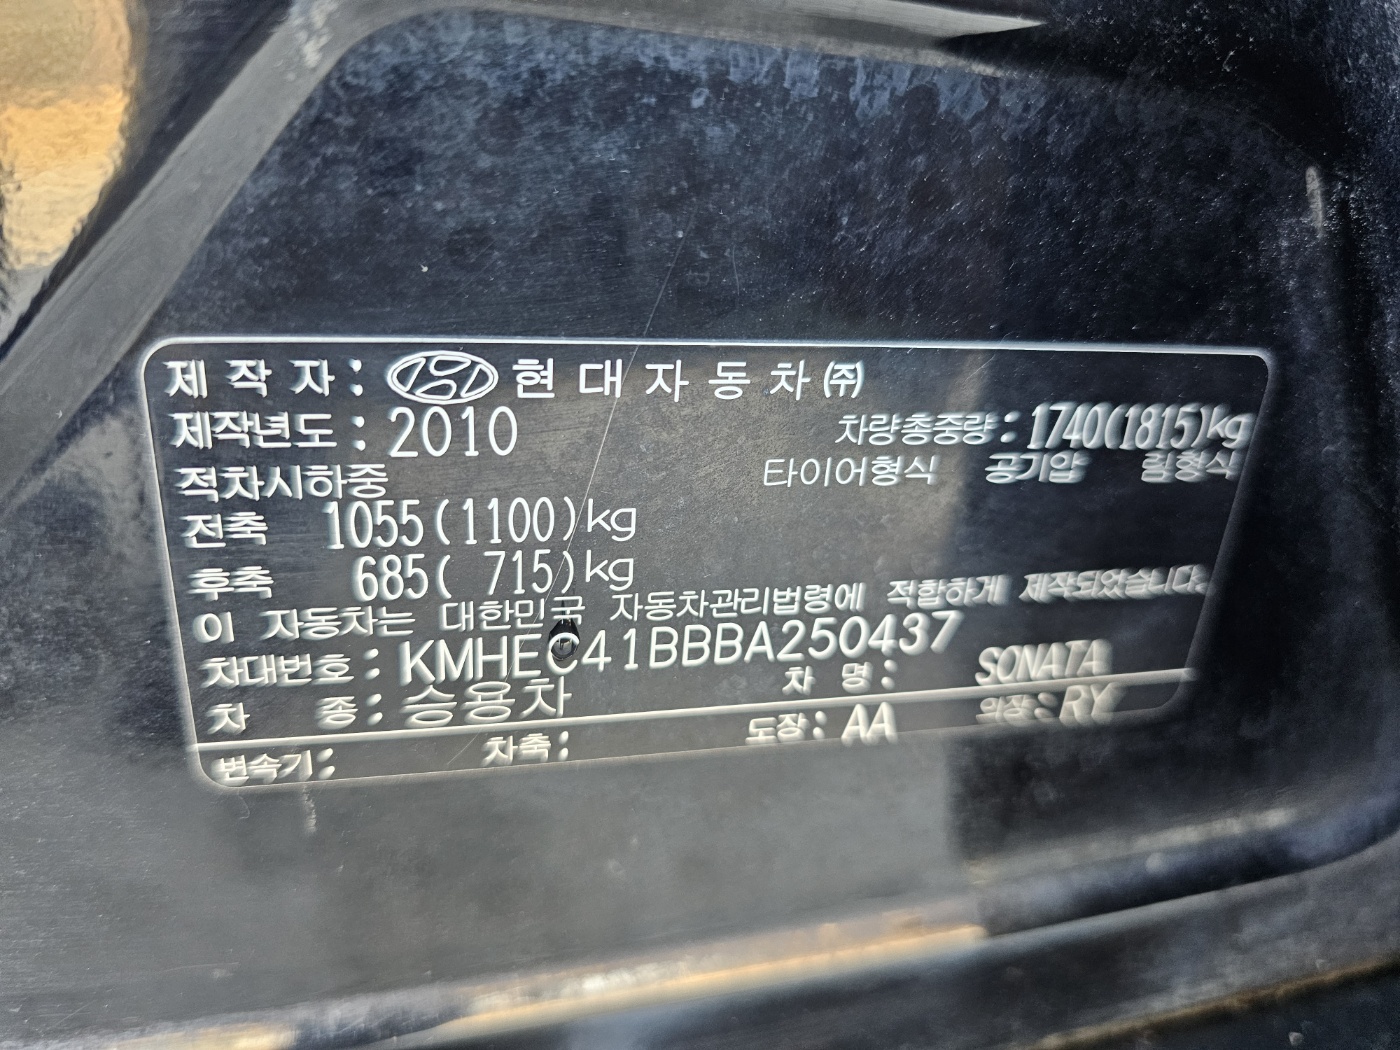 제 작 자 : 현 대 자 동 차 ㈜
제작년도 : 2010 차량총중량 : 1740(1815)kg
적차시하중 타이어형식 공기압 림형식
전축 1055(1100)kg
후축 685( 715)kg
이 자동차는 대한민국 자동차관리법령에 적합하게 제작되었습니다.
차대번호 : KMHEC41BBBA250437
차 종 : 승용차 차 명 : SONATA
변속기 : 차축 : 도장 : AA 의장 : RY